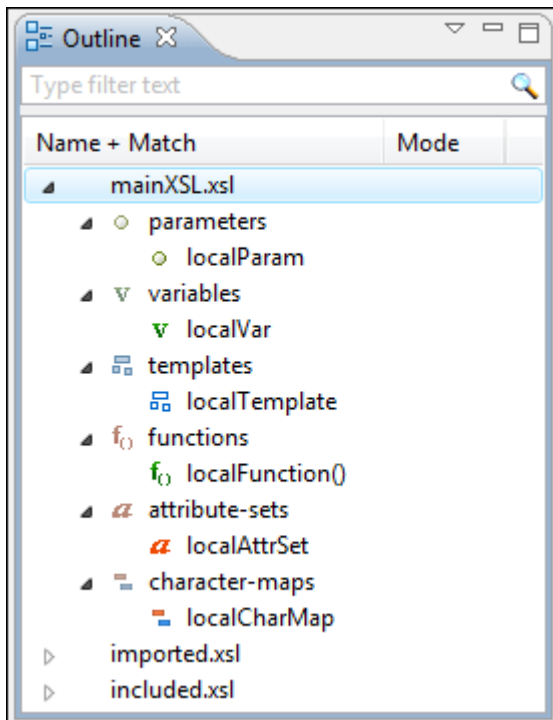 Outline
Type filter text
Name + Match Mode
mainXSL.xsl
parameters
localParam
v variables
v localVar
templates
localTemplate
f() functions
f() localFunction()
a attribute-sets
a localAttrSet
character-maps
localCharMap
imported.xsl
included.xsl